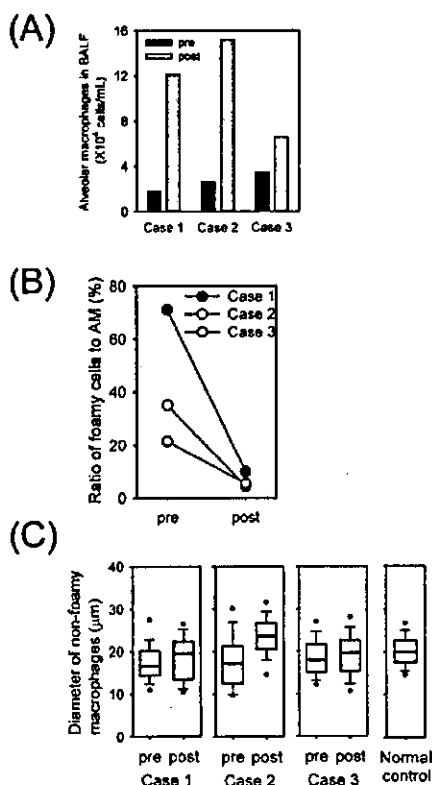 (A)
Alveolar macrophages in BALF
(X10⁴ cells/mL)
16
12
8
4
0
pre
post
Case 1 Case 2 Case 3
(B)
Ratio of foamy cells to AM (%)
80
60
40
20
0
Case 1
Case 2
Case 3
pre post
(C)
Diameter of non-foamy
macrophages (μm)
40
30
20
10
0
pre post pre post pre post Normal
Case 1 Case 2 Case 3 control